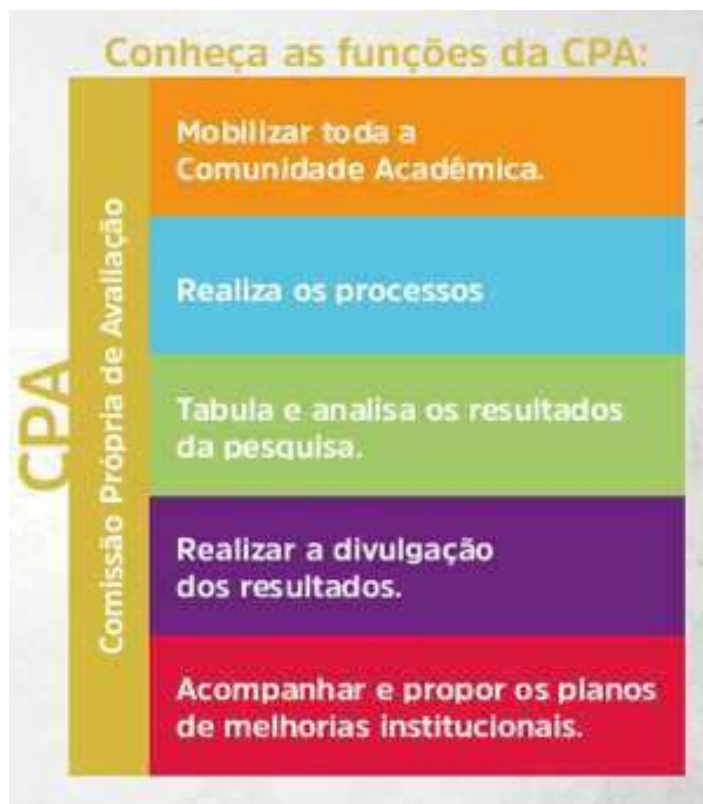 Conheça as funções da CPA:
CPA
Comissão Própria de Avaliação
Mobilizar toda a
Comunidade Acadêmica.
Realiza os processos
Tabula e analisa os resultados
da pesquisa.
Realizar a divulgação
dos resultados.
Acompanhar e propor os planos
de melhorias institucionais.